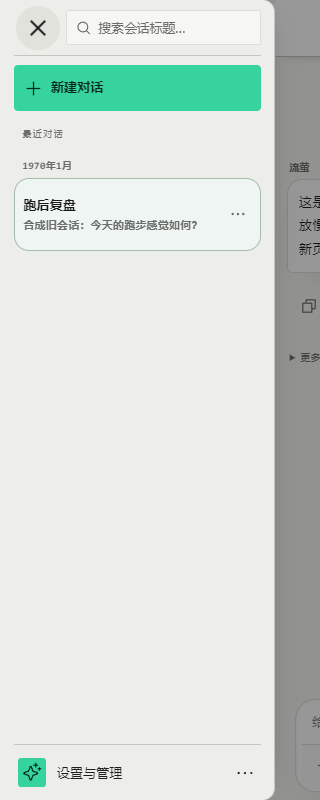 搜索会话标题...
新建对话
最近对话
1970年1月
跑后复盘
合成旧会话：今天的跑步感觉如何?
流萤
这是
放慢
新页
更多
给
设置与管理